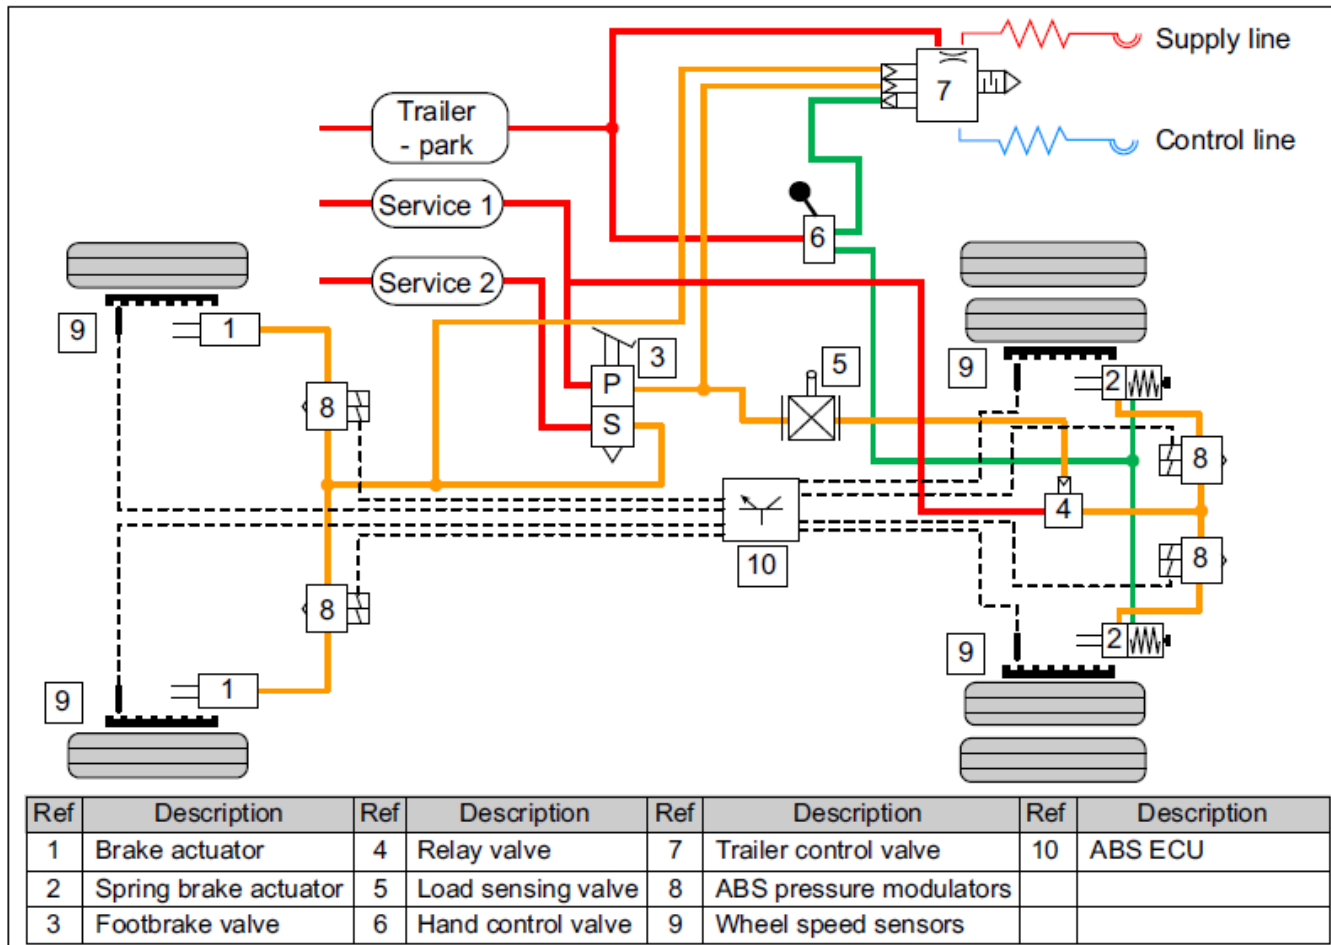 Supply line
7
Trailer
- park
Control line
Service 1
6
Service 2
9
1
3
5
9
P
2
8
S
8
4
10
8
8
2
9
1
9
Ref Description Ref Description Ref Description Ref Description
1 Brake actuator 4 Relay valve 7 Trailer control valve 10 ABS ECU
2 Spring brake actuator 5 Load sensing valve 8 ABS pressure modulators
3 Footbrake valve 6 Hand control valve 9 Wheel speed sensors